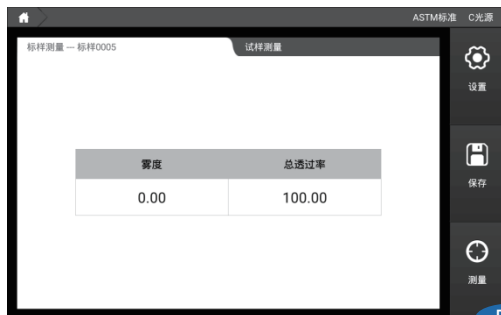 ASTM标准 C光源
标样测量 --- 标样0005
试样测量
设置
雾度 总透过率
0.00 100.00
保存
测量